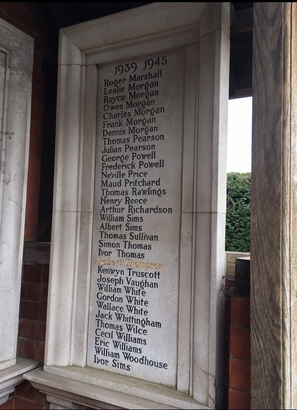 1939 1945
Roger Marshall
Leslie Morgan
Royce Morgan
Owen Morgan
Charles Morgan
Frank Morgan
Dennis Morgan
Thomas Pearson
Julian Pearson
George Powell
Frederick Powell
Neville Price
Maud Pritchard
Thomas Rawlings
Henry Reece
Arthur Richardson
William Sims
Albert Sims
Thomas Sullivan
Simon Thomas
Ivor Thomas
Kenwyn Truscott
Joseph Vaughan
William White
Gordon White
Wallace White
Jack Whittingham
Thomas Wilce
Cecil Williams
Eric Williams
William Woodhouse
Ivor Sims